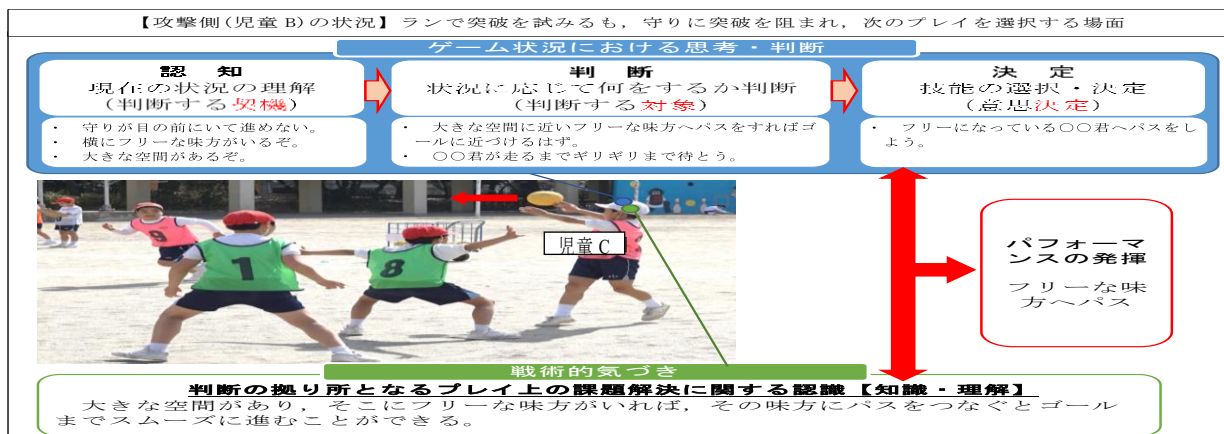 【攻撃側(児童B)の状況】ランで突破を試みるも，守りに突破を阻まれ，次のプレイを選択する場面
ゲーム状況における思考・判断
認 知
現在の状況の理解
(判断する契機)
・ 守りが目の前にいて進めない。
・ 横にフリーな味方がいるぞ。
・ 大きな空間があるぞ。
判 断
状況に応じて何をするか判断
(判断する対象)
・ 大きな空間に近いフリーな味方へパスをすればゴ
ールに近づけるはず。
・ 〇〇君が走るまでギリギリまで待とう。
決 定
技能の選択・決定
(意思決定)
・ フリーになっている〇〇君へパスをし
よう。
9
1
8
児童C
パフォーマ
ンスの発揮
フリーな味
方へパス
戦術的気づき
判断の拠り所となるプレイ上の課題解決に関する認識【知識・理解】
大きな空間があり，そこにフリーな味方がいれば，その味方にパスをつなぐとゴール
までスムーズに進むことができる。